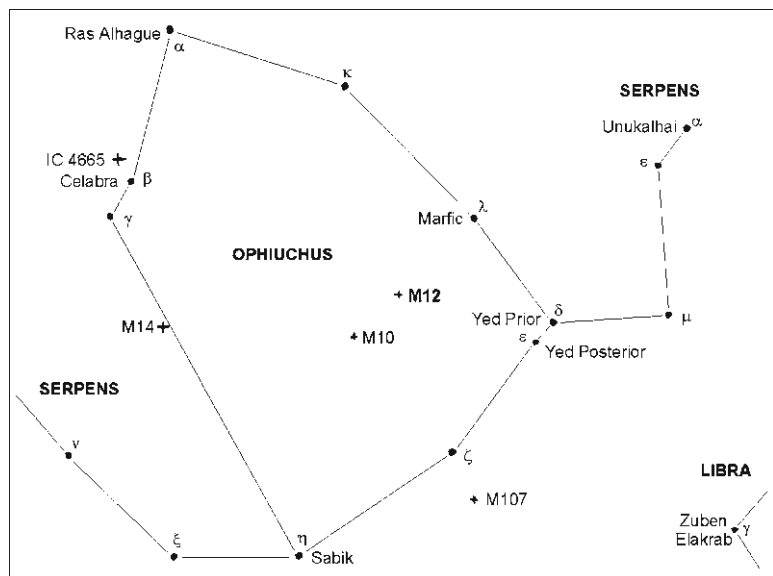 Ras Alhague
α
κ
SERPENS
Unukalhai
α
IC 4665
ε
Celabra
β
γ
λ
Marfic
OPHIUCHUS
M12
δ
Yed Prior
μ
M14
M10
ε
Yed Posterior
SERPENS
ν
ζ
LIBRA
M107
Zuben
Elakrab
γ
ξ
η
Sabik